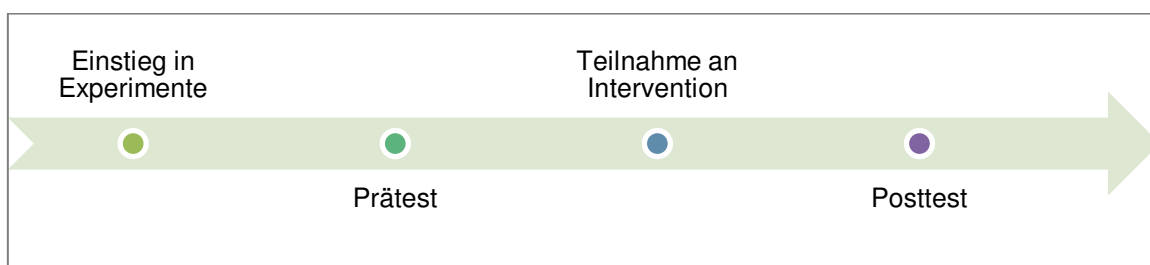 Einstieg in
Experimente
Prätest
Teilnahme an
Intervention
Posttest